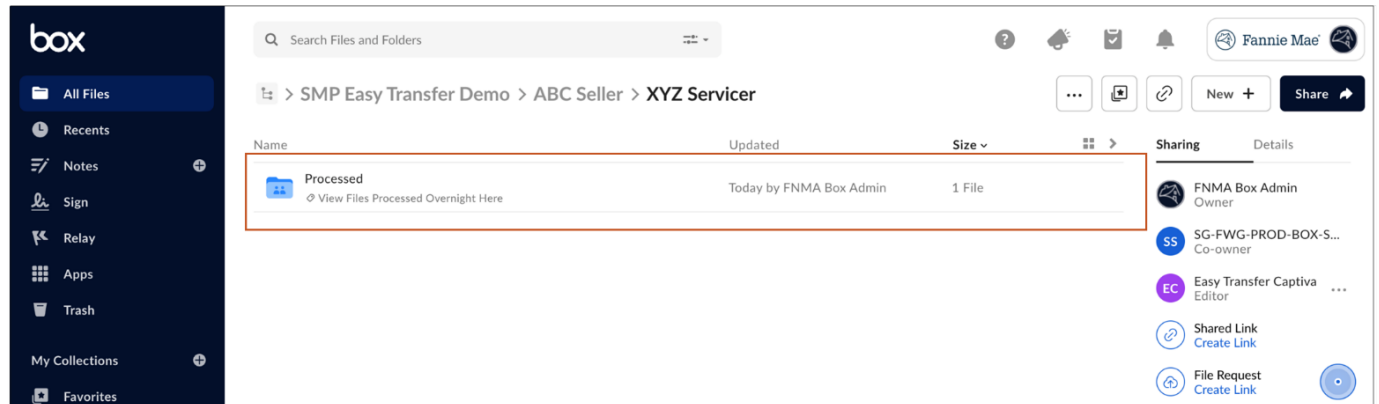 box
Search Files and Folders
Fannie Mae
All Files
Recents
Notes
Sign
Relay
Apps
Trash
My Collections
Favorites
> SMP Easy Transfer Demo > ABC Seller > XYZ Servicer
New +
Share
Name Updated Size
Processed
View Files Processed Overnight Here
Today by FNMA Box Admin
1 File
Sharing Details
FNMA Box Admin
Owner
SS
SG-FWG-PROD-BOX-S...
Co-owner
EC
Easy Transfer Captiva
Editor
Shared Link
Create Link
File Request
Create Link